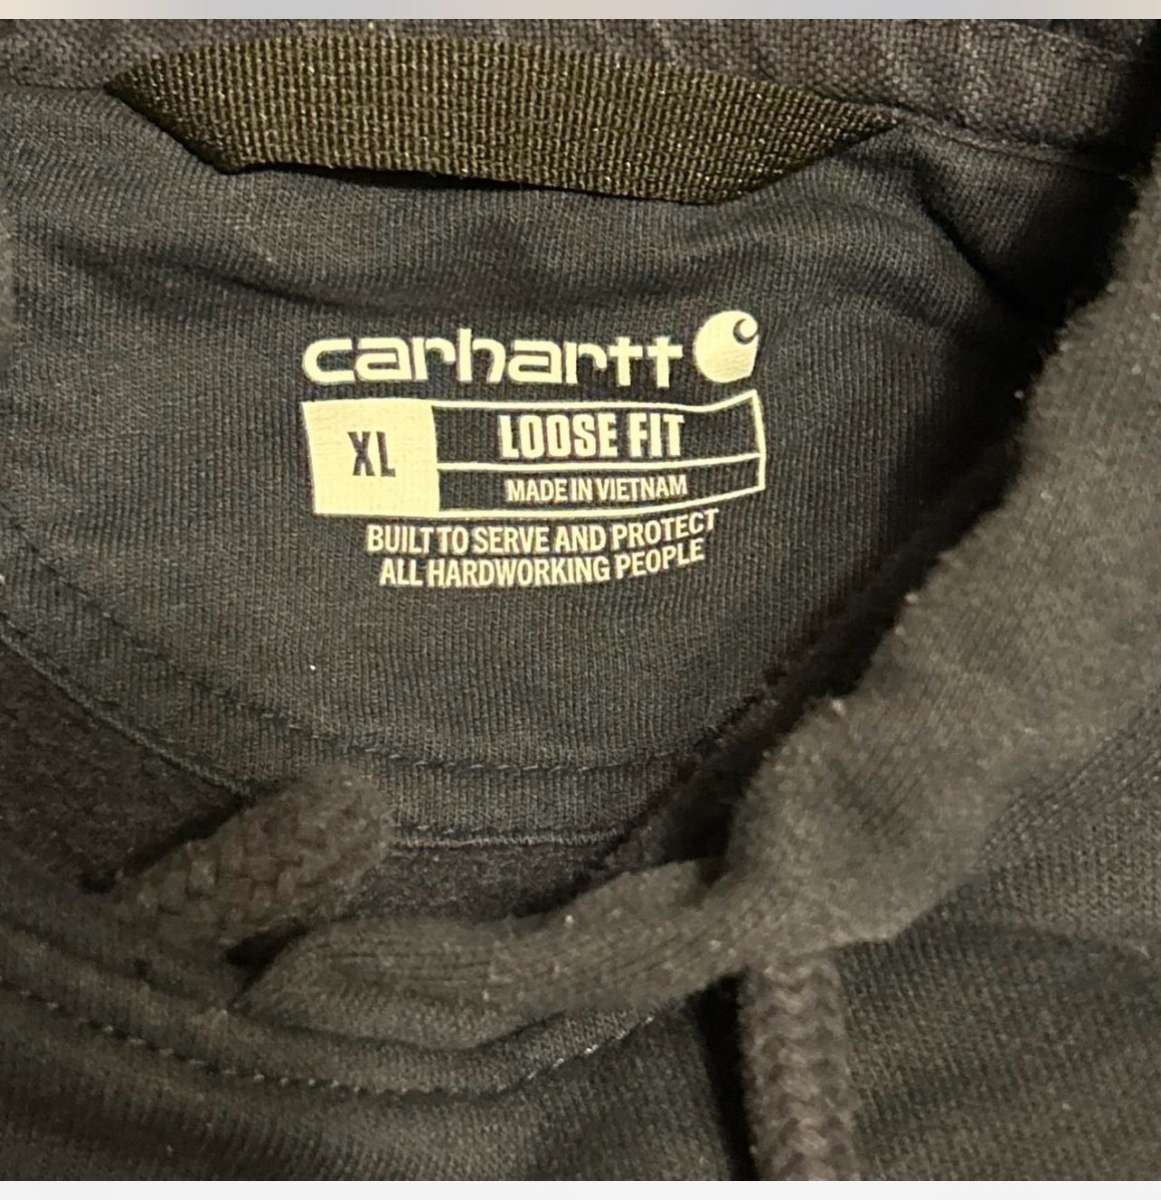 carhartt
XL
LOOSE FIT
MADE IN VIETNAM
BUILT TO SERVE AND PROTECT
ALL HARDWORKING PEOPLE